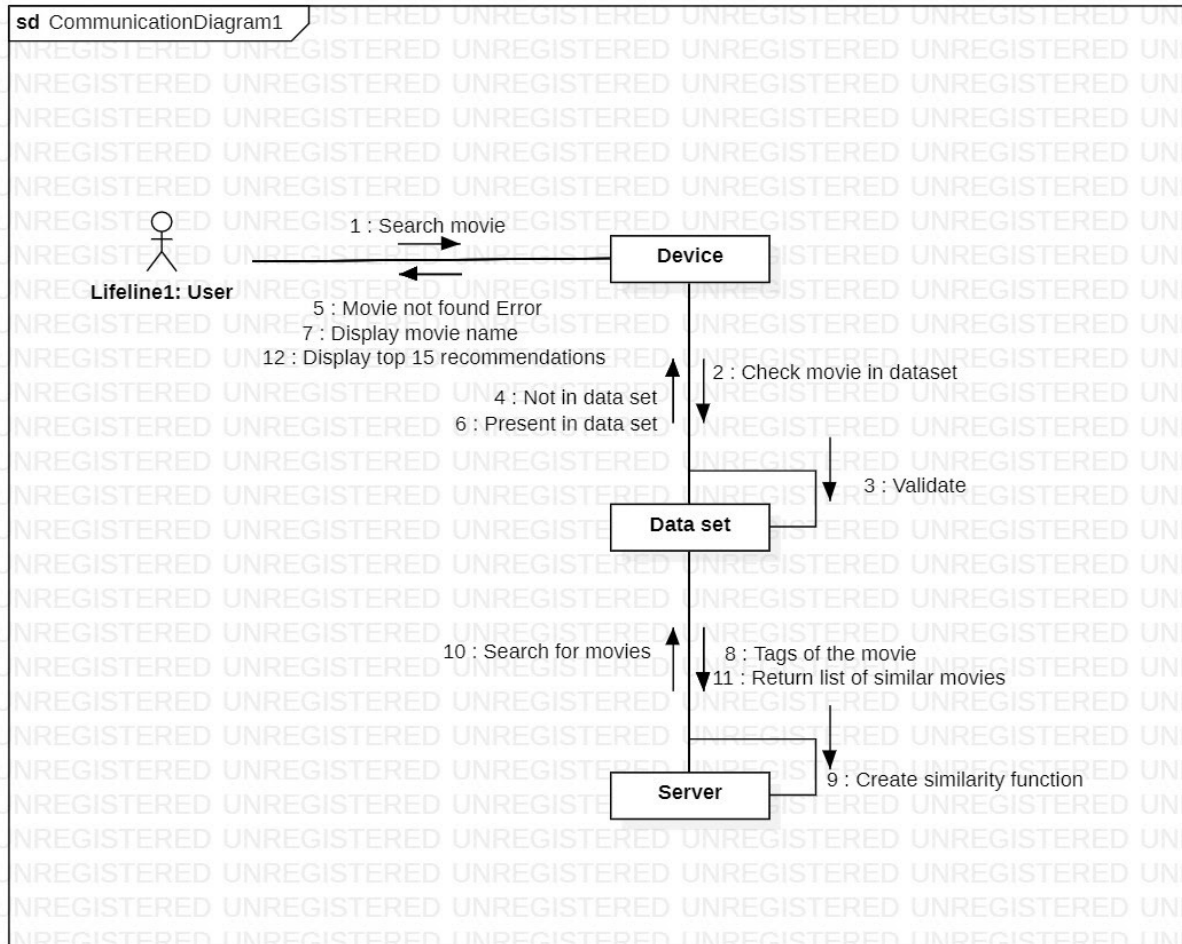 sd CommunicationDiagram1
1 : Search movie
Device
Lifeline1: User
5 : Movie not found Error
7 : Display movie name
12 : Display top 15 recommendations
2 : Check movie in dataset
4 : Not in data set
6 : Present in data set
3 : Validate
Data set
10 : Search for movies
8 : Tags of the movie
11 : Return list of similar movies
9 : Create similarity function
Server
UNREGISTERED